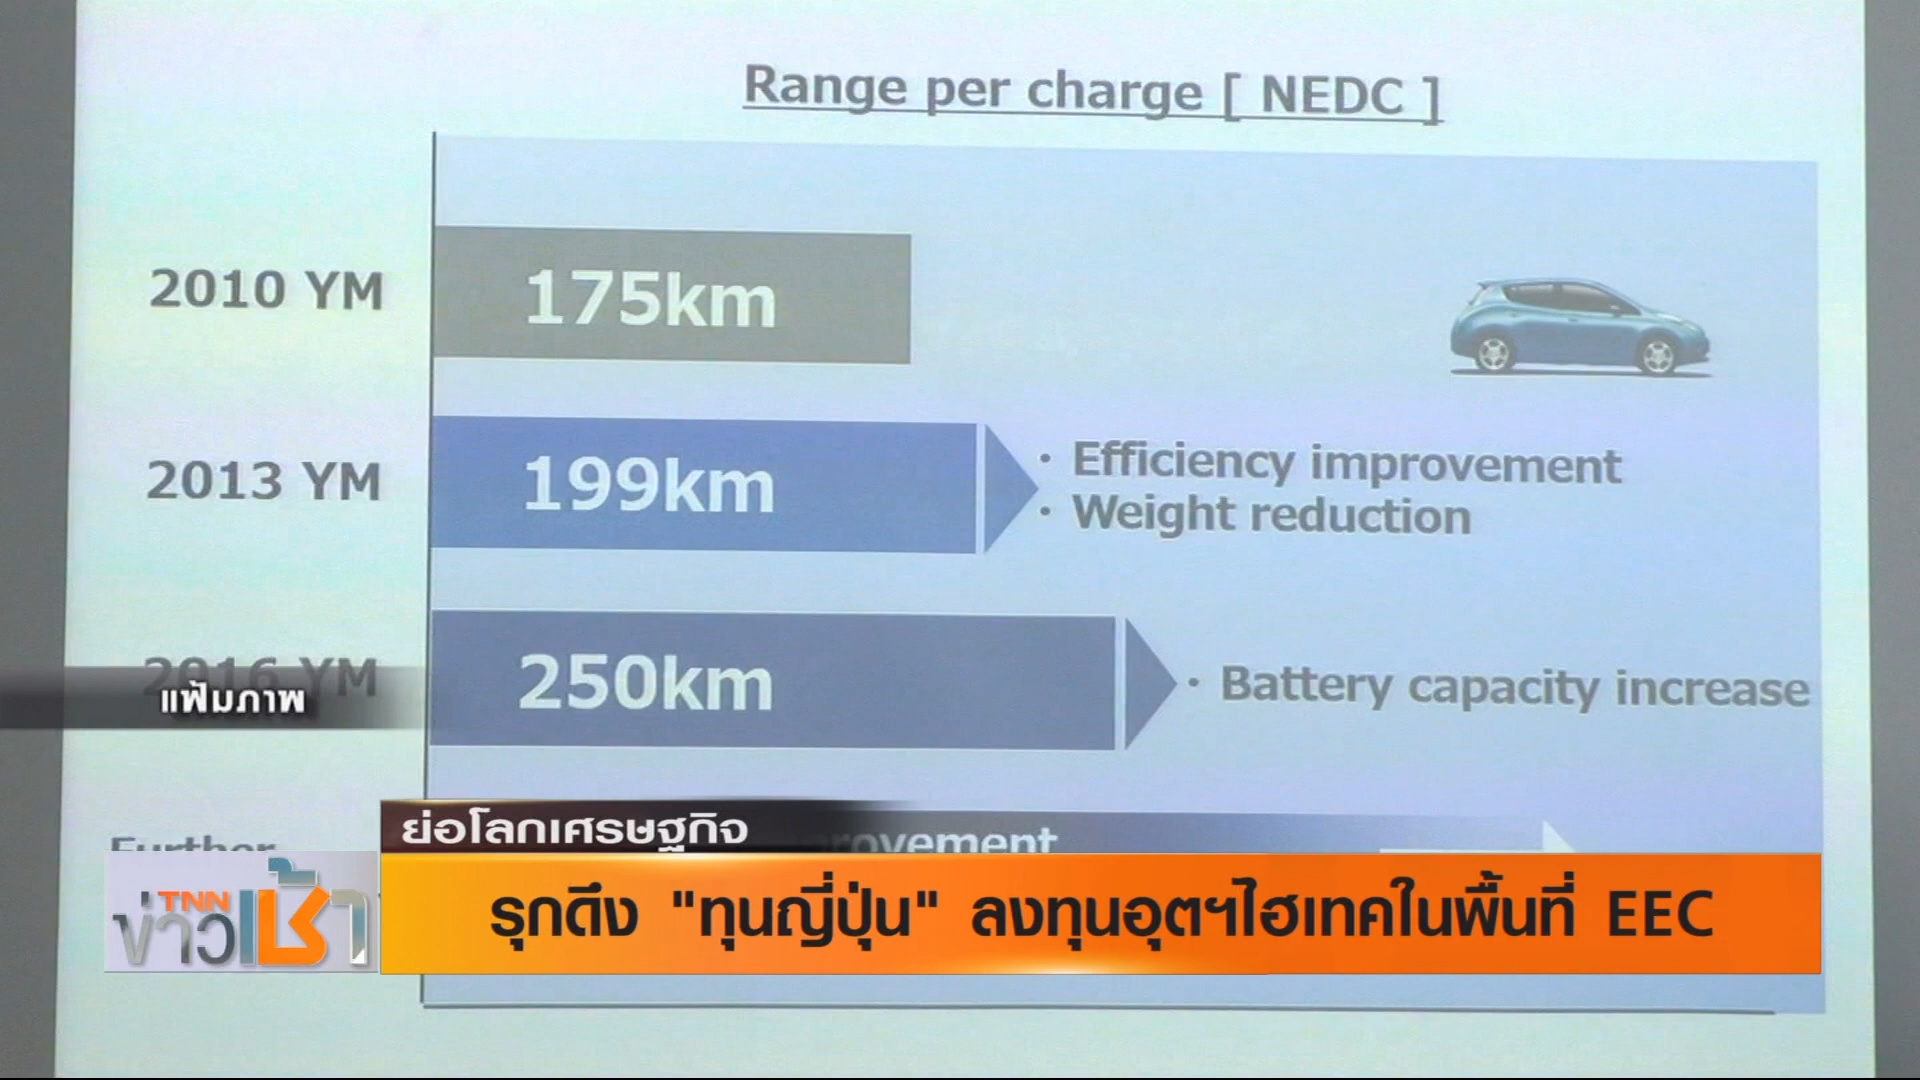 Range per charge [ NEDC ]
2010 YM
175km
2013 YM
199km
· Efficiency improvement
· Weight reduction
2016 YM
250km
· Battery capacity increase
แฟ้มภาพ
Further
ย่อโลกเศรษฐกิจ
TNN
ข่าวเช้า
รุกดึง "ทุนญี่ปุ่น" ลงทุนอุตฯไฮเทคในพื้นที่ EEC